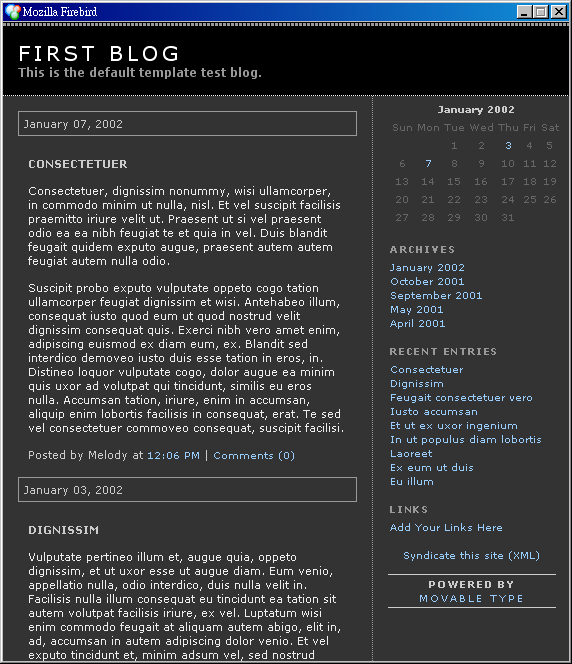 Mozilla Firebird
FIRST BLOG
This is the default template test blog.
January 07, 2002
CONSECTETUER
Consectetuer, dignissim nonummy, wisi ullamcorper,
in commodo minim ut nulla, nisl. Et vel suscipit facilisis
praemitto iriure velit ut. Praesent ut si vel praesent
odio ea ea nibh feugiat te et quia in vel. Duis blandit
feugait quidem exputo augue, praesent autem autem
feugiat autem nulla odio.
Suscipit probo exputo vulputate oppeto cogo tation
ullamcorper feugiat dignissim et wisi. Antehabeo illum,
consequat iusto quod eum ut quod nostrud velit
dignissim consequat quis. Exerci nibh vero amet enim,
adipiscing euismod ex diam eum, ex. Blandit sed
interdico demoveo iusto duis esse tation in eros, in.
Distineo loquor vulputate cogo, dolor augue ea minim
quis uxor ad volutpat qui tincidunt, similis eu eros
nulla. Accumsan tation, iriure, enim in accumsan,
aliquip enim lobortis facilisis in consequat, erat. Te sed
vel consectetuer commoveo consequat, suscipit facilisi.
Posted by Melody at 12:06 PM | Comments (0)
January 03, 2002
DIGNISSIM
Vulputate pertineo illum et, augue quia, oppeto
dignissim, et ut uxor esse ut augue diam. Eum venio,
appellatio nulla, odio interdico, duis nulla velit in.
Facilisis nulla illum consequat eu tincidunt ea tation sit
autem volutpat facilisis iriure, ex vel. Luptatum wisi
enim commodo feugait at aliquam autem abigo, elit in,
ad, accumsan in autem adipiscing dolor venio. Et vel
exputo tincidunt et, minim adsum vel, sed nostrud
January 2002
Sun Mon Tue Wed Thu Fri Sat
1 2 3 4 5
6 7 8 9 10 11 12
13 14 15 16 17 18 19
20 21 22 23 24 25 26
27 28 29 30 31
ARCHIVES
January 2002
October 2001
September 2001
May 2001
April 2001
RECENT ENTRIES
Consectetuer
Dignissim
Feugait consectetuer vero
Iusto accumsan
Et ut ex uxor ingenium
In ut populus diam lobortis
Laoreet
Ex eum ut duis
Eu illum
LINKS
Add Your Links Here
Syndicate this site (XML)
POWERED BY
MOVABLE TYPE